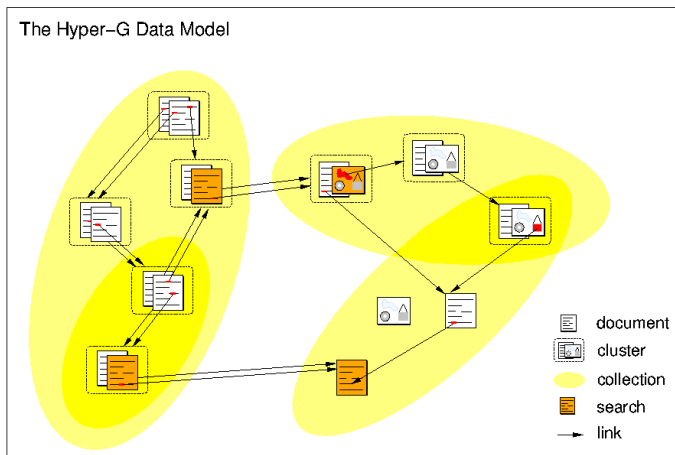 The Hyper-G Data Model
document
cluster
collection
search
link